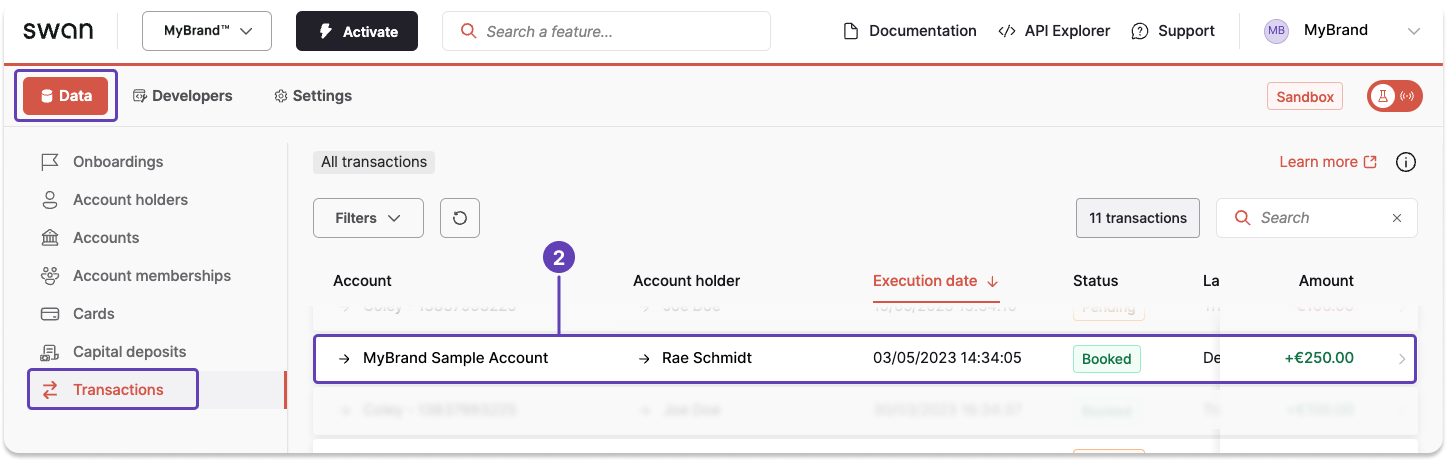 swan MyBrand™ Activate Search a feature... Documentation API Explorer Support MB MyBrand
Data Developers Settings Sandbox
Onboardings
Account holders
Accounts
Account memberships
Cards
Capital deposits
Transactions
All transactions Learn more
Filters 11 transactions Search
2
Account Account holder Execution date Status La Amount
Pending
MyBrand Sample Account Rae Schmidt 03/05/2023 14:34:05 Booked De +€250.00
Joe Doe